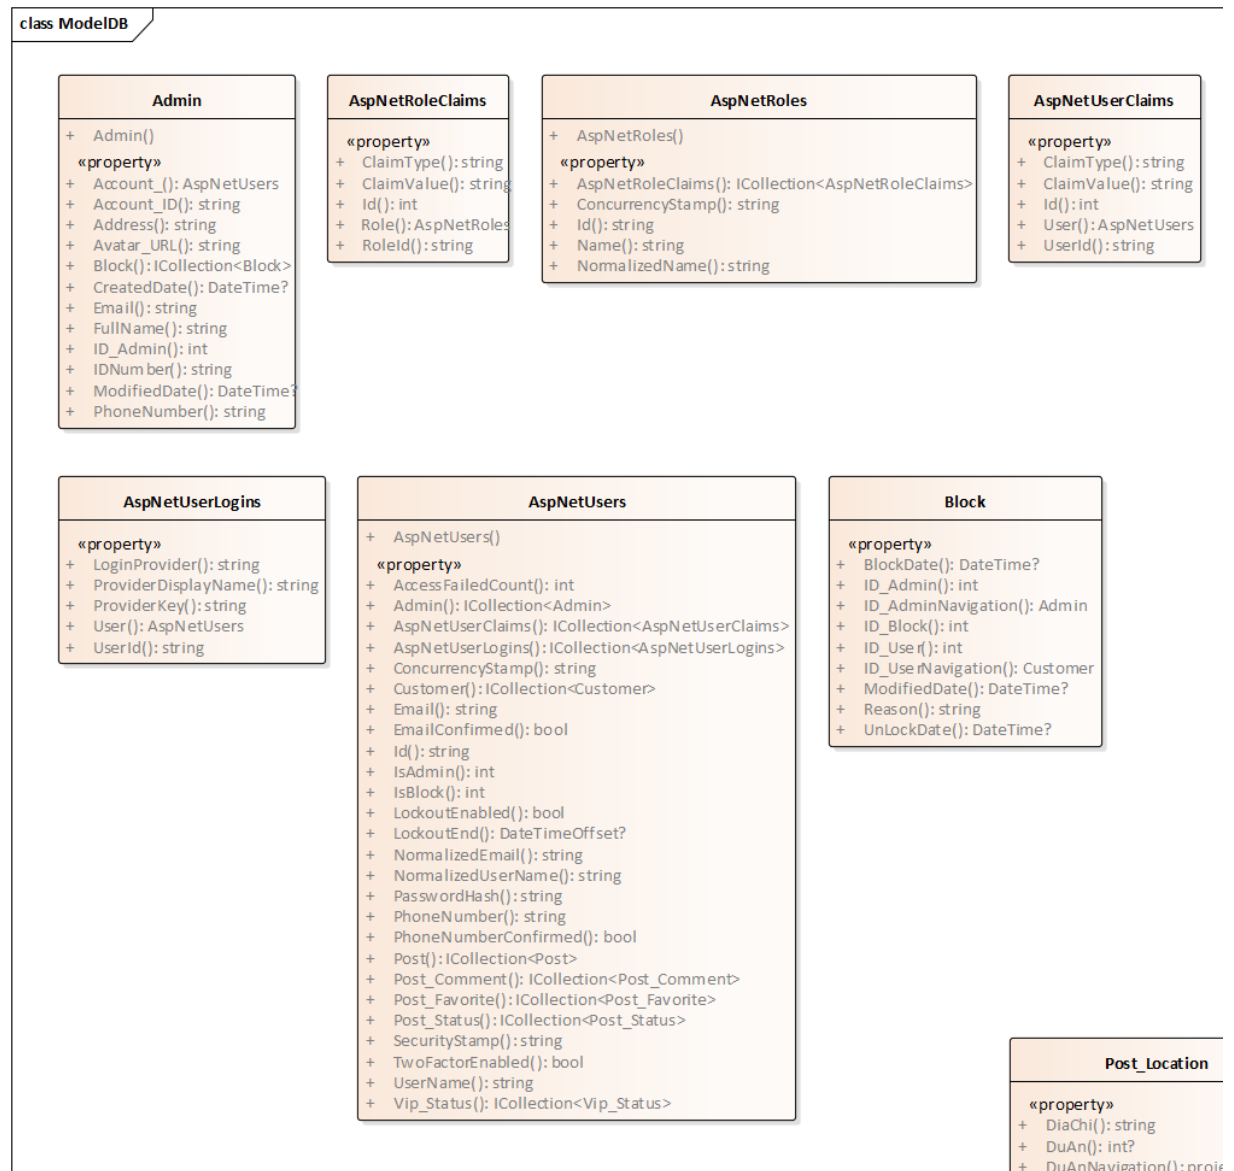 class ModelDB
Admin
+ Admin()
«property»
+ Account_(): AspNetUsers
+ Account_ID(): string
+ Address(): string
+ Avatar_URL(): string
+ Block(): ICollection<Block>
+ CreatedDate(): DateTime?
+ Email(): string
+ FullName(): string
+ ID_Admin(): int
+ IDNumber(): string
+ ModifiedDate(): DateTime?
+ PhoneNumber(): string
AspNetRoleClaims
«property»
+ ClaimType(): string
+ ClaimValue(): string
+ Id(): int
+ Role(): AspNetRoles
+ RoleId(): string
AspNetRoles
+ AspNetRoles()
«property»
+ AspNetRoleClaims(): ICollection<AspNetRoleClaims>
+ ConcurrencyStamp(): string
+ Id(): string
+ Name(): string
+ NormalizedName(): string
AspNetUserClaims
«property»
+ ClaimType(): string
+ ClaimValue(): string
+ Id(): int
+ User(): AspNetUsers
+ UserId(): string
AspNetUserLogins
«property»
+ LoginProvider(): string
+ ProviderDisplayName(): string
+ ProviderKey(): string
+ User(): AspNetUsers
+ UserId(): string
AspNetUsers
+ AspNetUsers()
«property»
+ AccessFailedCount(): int
+ Admin(): ICollection<Admin>
+ AspNetUserClaims(): ICollection<AspNetUserClaims>
+ AspNetUserLogins(): ICollection<AspNetUserLogins>
+ ConcurrencyStamp(): string
+ Customer(): ICollection<Customer>
+ Email(): string
+ EmailConfirmed(): bool
+ Id(): string
+ IsAdmin(): int
+ IsBlock(): int
+ LockoutEnabled(): bool
+ LockoutEnd(): DateTimeOffset?
+ NormalizedEmail(): string
+ NormalizedUserName(): string
+ PasswordHash(): string
+ PhoneNumber(): string
+ PhoneNumberConfirmed(): bool
+ Post(): ICollection<Post>
+ Post_Comment(): ICollection<Post_Comment>
+ Post_Favorite(): ICollection<Post_Favorite>
+ Post_Status(): ICollection<Post_Status>
+ SecurityStamp(): string
+ TwoFactorEnabled(): bool
+ UserName(): string
+ Vip_Status(): ICollection<Vip_Status>
Block
«property»
+ BlockDate(): DateTime?
+ ID_Admin(): int
+ ID_AdminNavigation(): Admin
+ ID_Block(): int
+ ID_User(): int
+ ID_UserNavigation(): Customer
+ ModifiedDate(): DateTime?
+ Reason(): string
+ UnLockDate(): DateTime?
Post_Location
«property»
+ DiaChi(): string
+ DuAn(): int?
+ DuAnNavigation(): proje